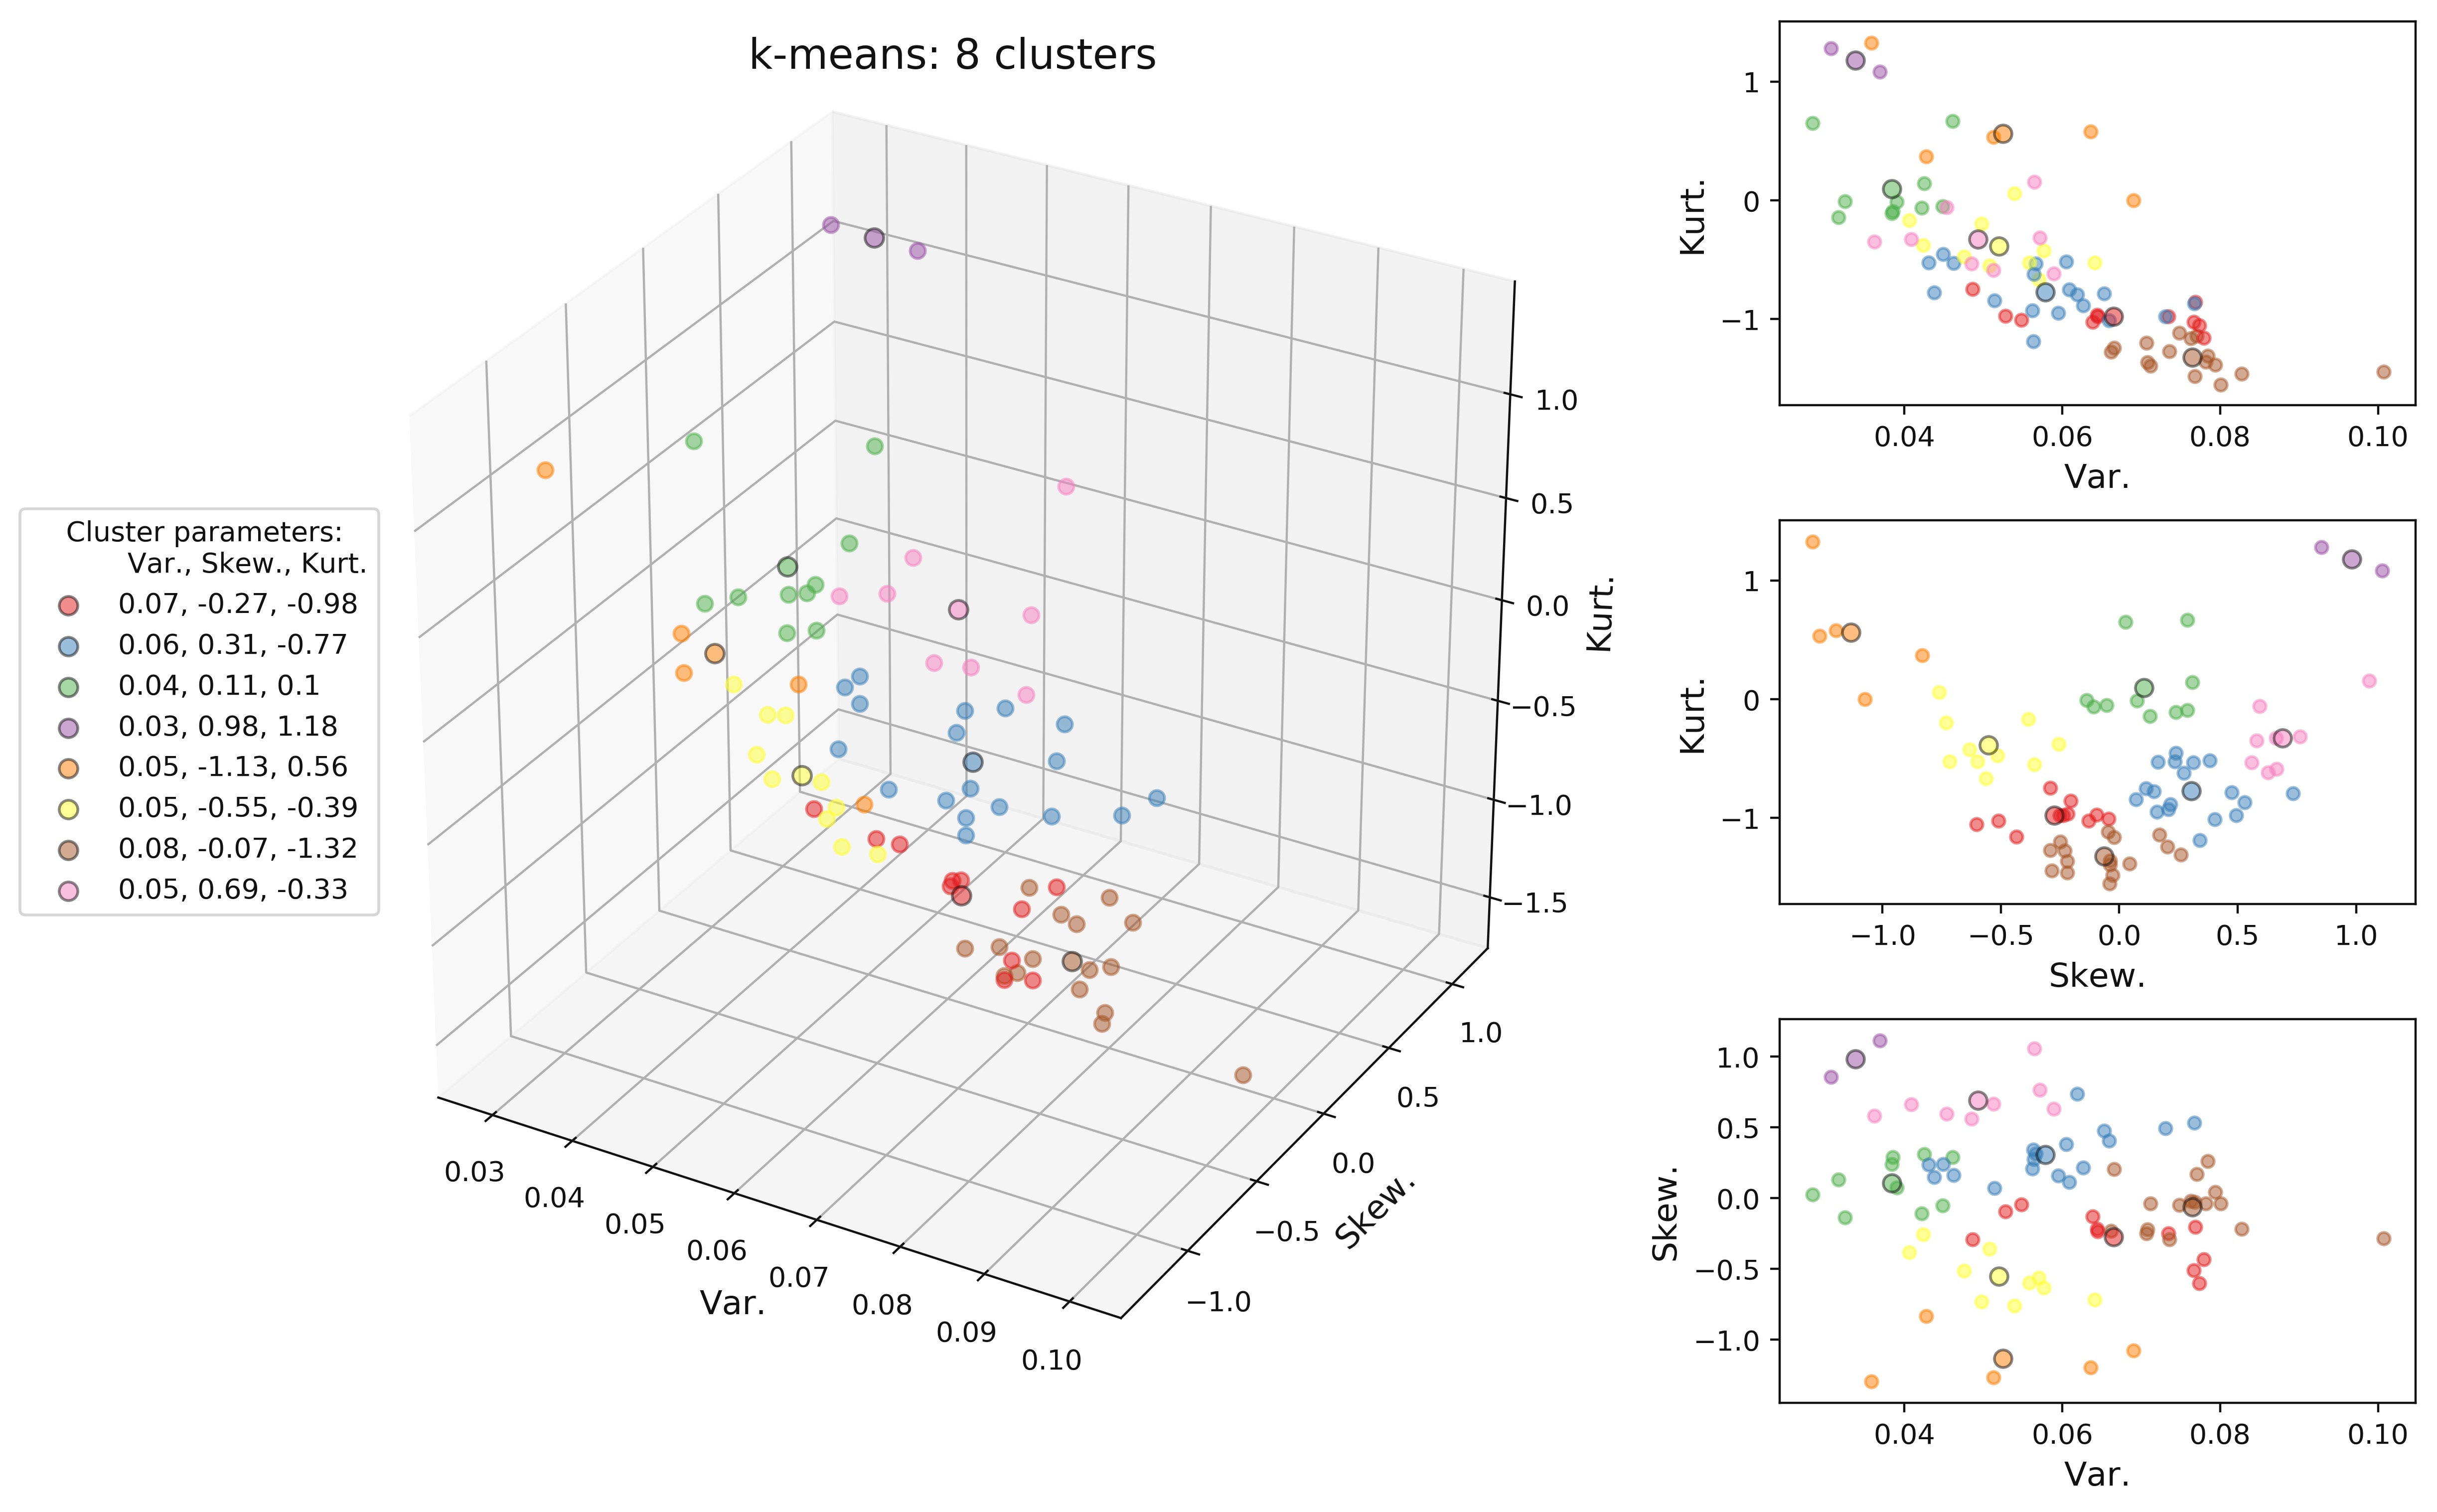 k-means: 8 clusters
Cluster parameters:
Var., Skew., Kurt.
0.07, -0.27, -0.98
0.06, 0.31, -0.77
0.04, 0.11, 0.1
0.03, 0.98, 1.18
0.05, -1.13, 0.56
0.05, -0.55, -0.39
0.08, -0.07, -1.32
0.05, 0.69, -0.33
1.0
0.5
0.0
−0.5
−1.0
−1.5
Kurt.
1.0
0.5
0.0
−0.5
−1.0
Skew.
0.03
0.04
0.05
0.06
0.07
0.08
0.09
0.10
Var.
1
0
−1
Kurt.
0.04 0.06 0.08 0.10
Var.
1
0
−1
Kurt.
−1.0 −0.5 0.0 0.5 1.0
Skew.
1.0
0.5
0.0
−0.5
−1.0
Skew.
0.04 0.06 0.08 0.10
Var.